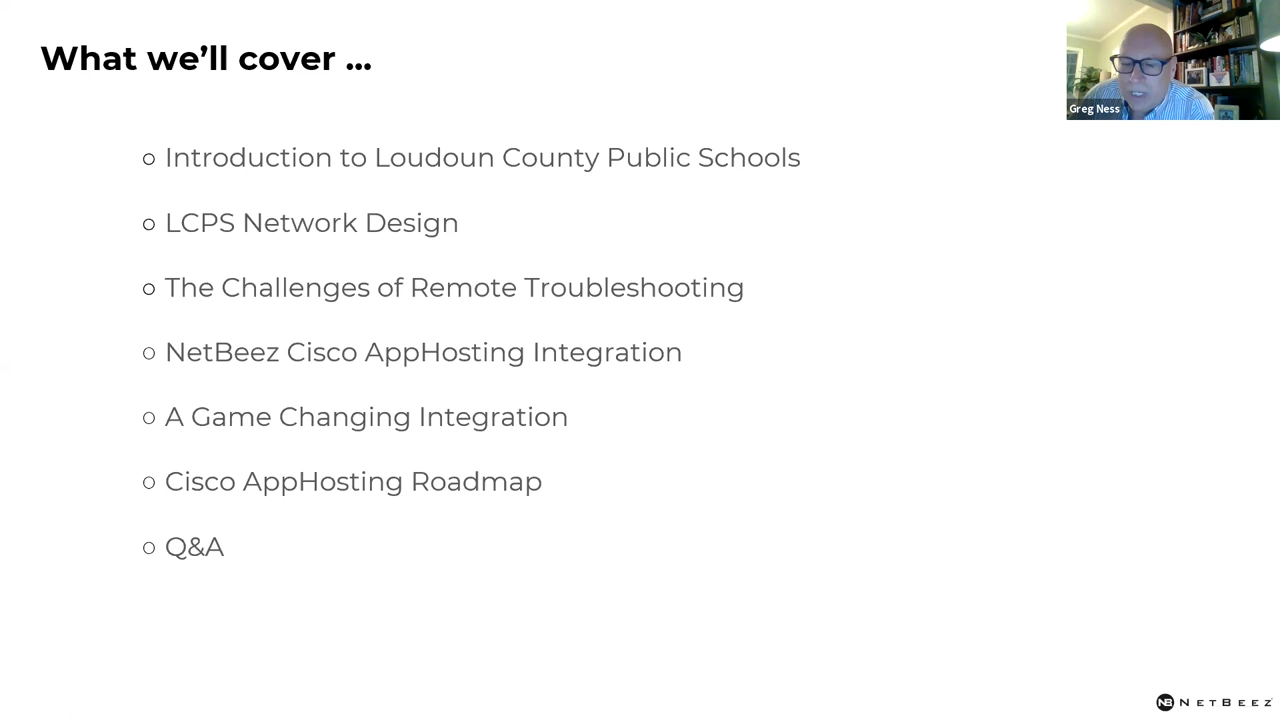 What we’ll cover ...
Greg Ness
○ Introduction to Loudoun County Public Schools
○ LCPS Network Design
○ The Challenges of Remote Troubleshooting
○ NetBeez Cisco AppHosting Integration
○ A Game Changing Integration
○ Cisco AppHosting Roadmap
○ Q&A
NB NETBEEZ